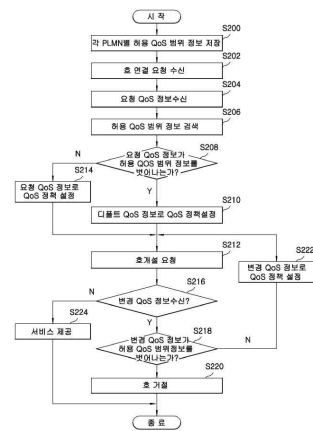 시 작
S200
각 PLMN별 허용 QoS 범위 정보 저장
S202
호 연결 요청 수신
S204
요청 QoS 정보수신
S206
허용 QoS 범위 정보 검색
S208
요청 QoS 정보가
허용 QOS 범위 정보를
벗어나는가?
N
S214
요청 QoS 정보로
QoS 정책 설정
Y
S210
디폴트 QoS 정보로 QoS정책설정
S212
호개설 요청
S222
변경 QoS 정보로
QoS 정책 설정
S216
변경 QoS 정보수신?
N
S224
서비스 제공
Y
S218
변경 QoS 정보가
허용 QoS 범위정보를
벗어나는가?
N
Y
S220
호 거절
종 료